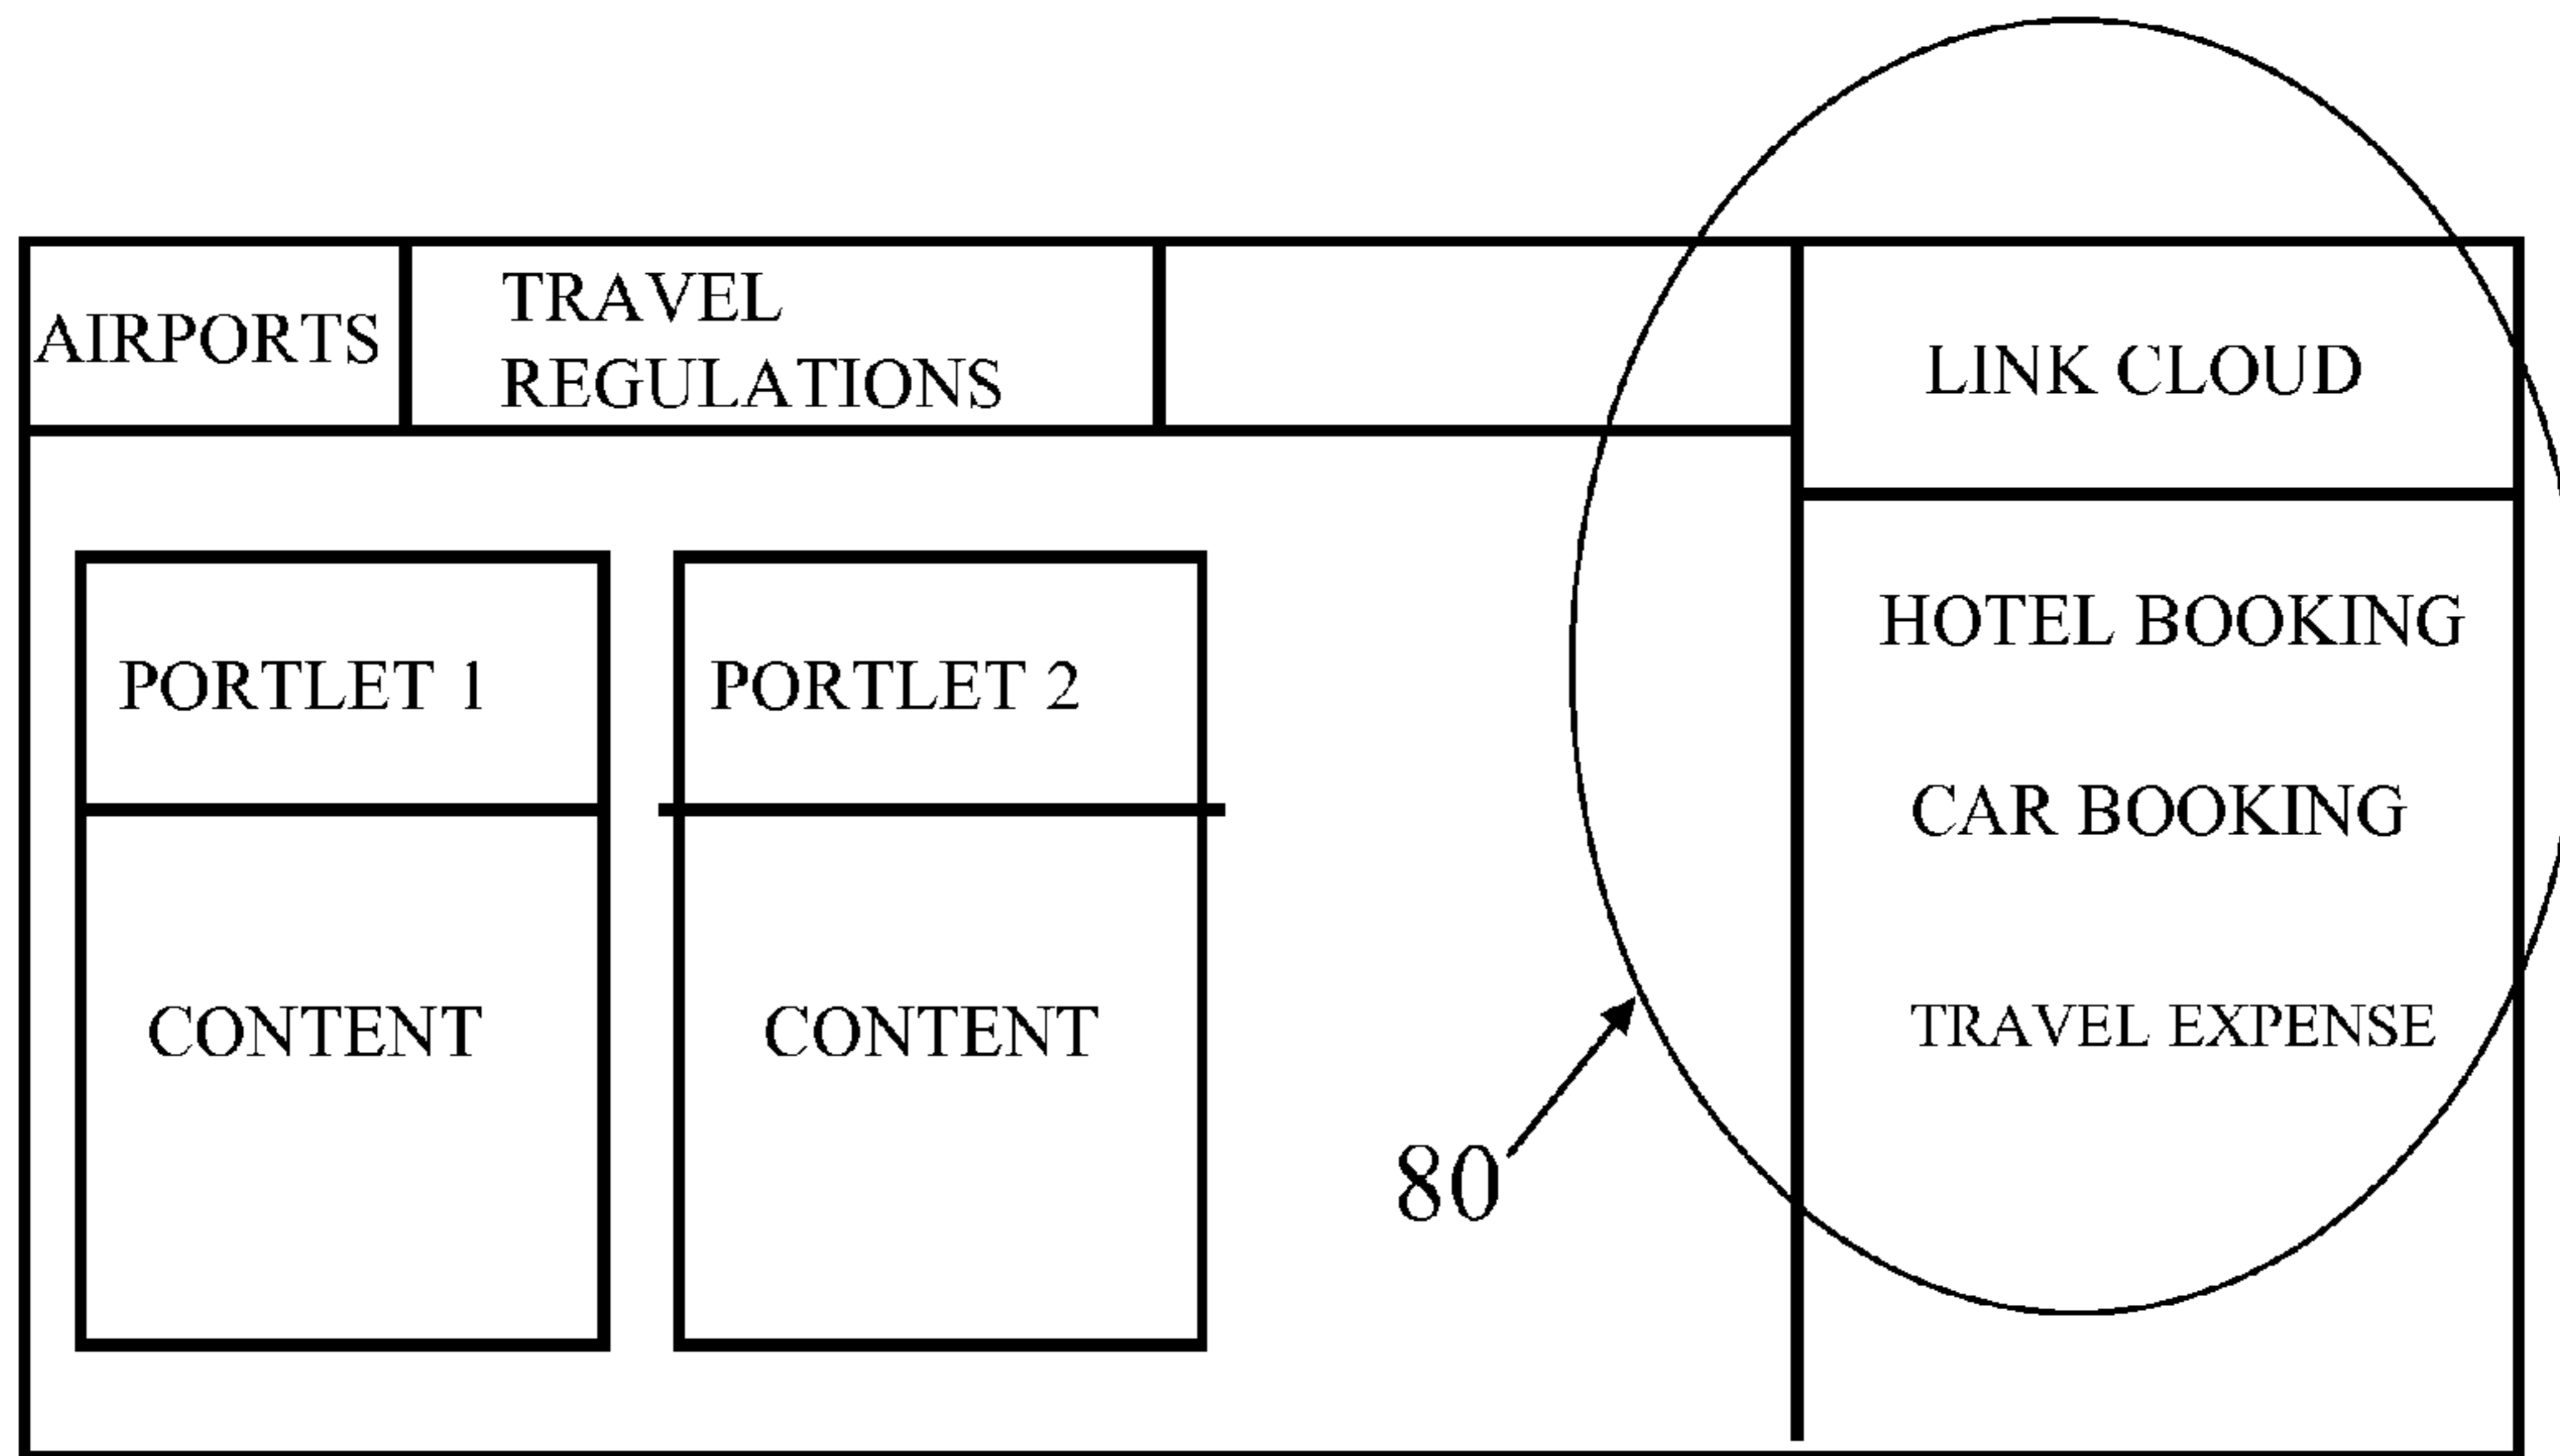 AIRPORTS
TRAVEL
REGULATIONS
LINK CLOUD
PORTLET 1
PORTLET 2
CONTENT
CONTENT
HOTEL BOOKING
CAR BOOKING
TRAVEL EXPENSE
80